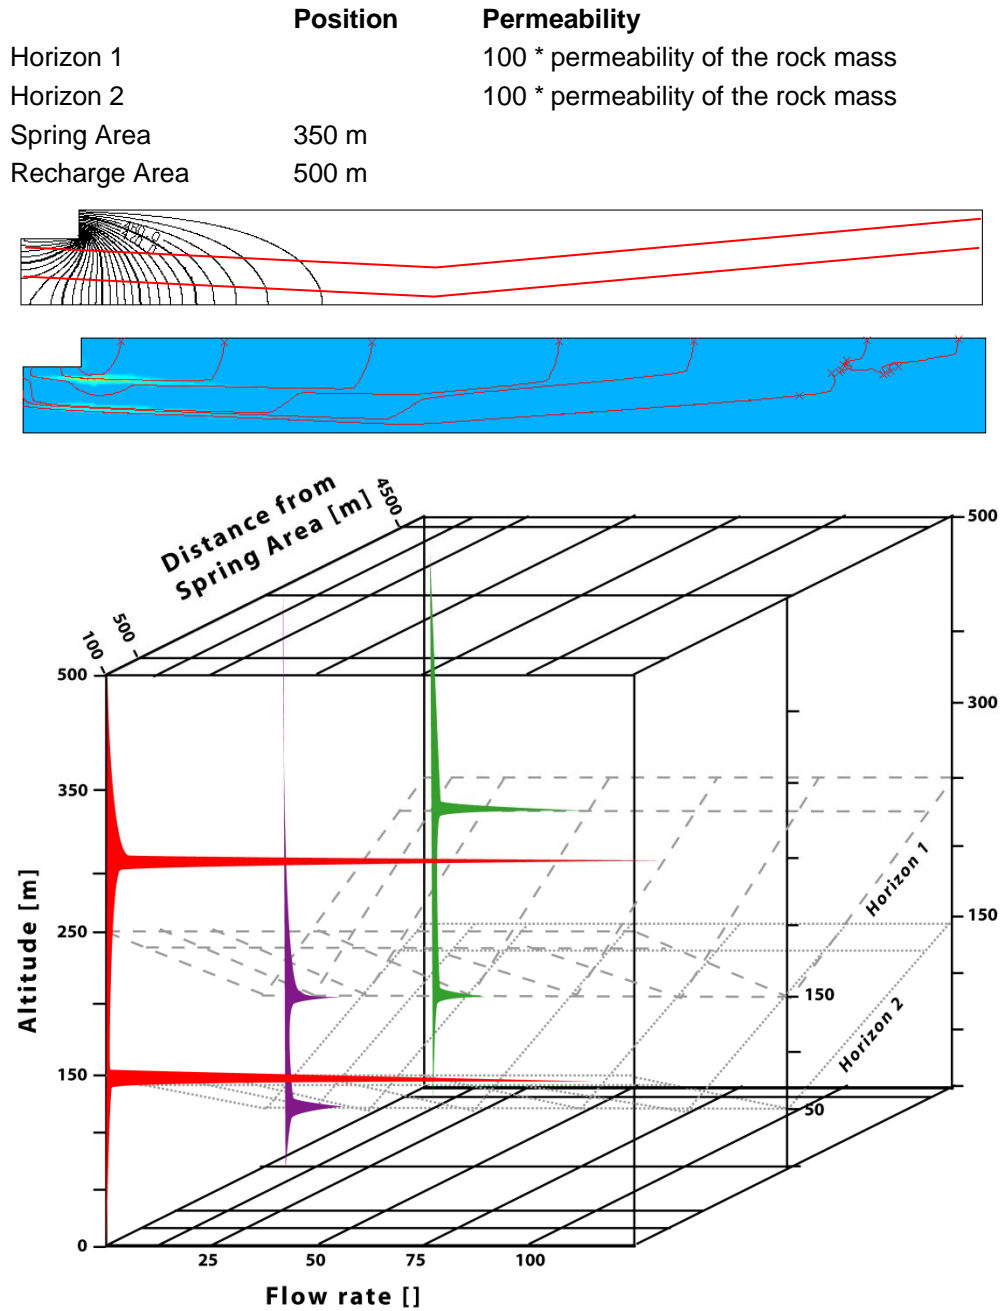 Position Permeability
Horizon 1 100 * permeability of the rock mass
Horizon 2 100 * permeability of the rock mass
Spring Area 350 m
Recharge Area 500 m
Distance from
Spring Area [m]
4500
500
100
500
350
250
150
0
Altitude [m]
500
300
150
Horizon 1
150
Horizon 2
50
25 50 75 100
Flow rate []